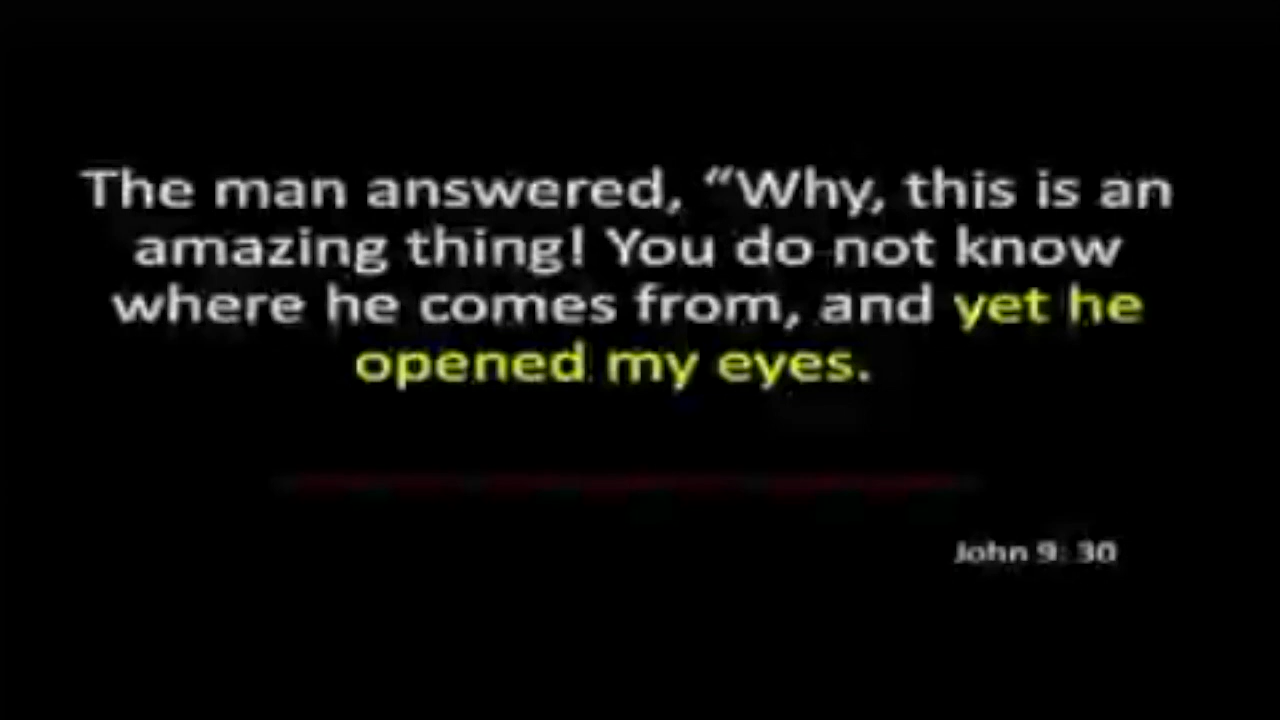 The man answered, “Why, this is an
amazing thing! You do not know
where he comes from, and yet he
opened my eyes.
John 9: 30